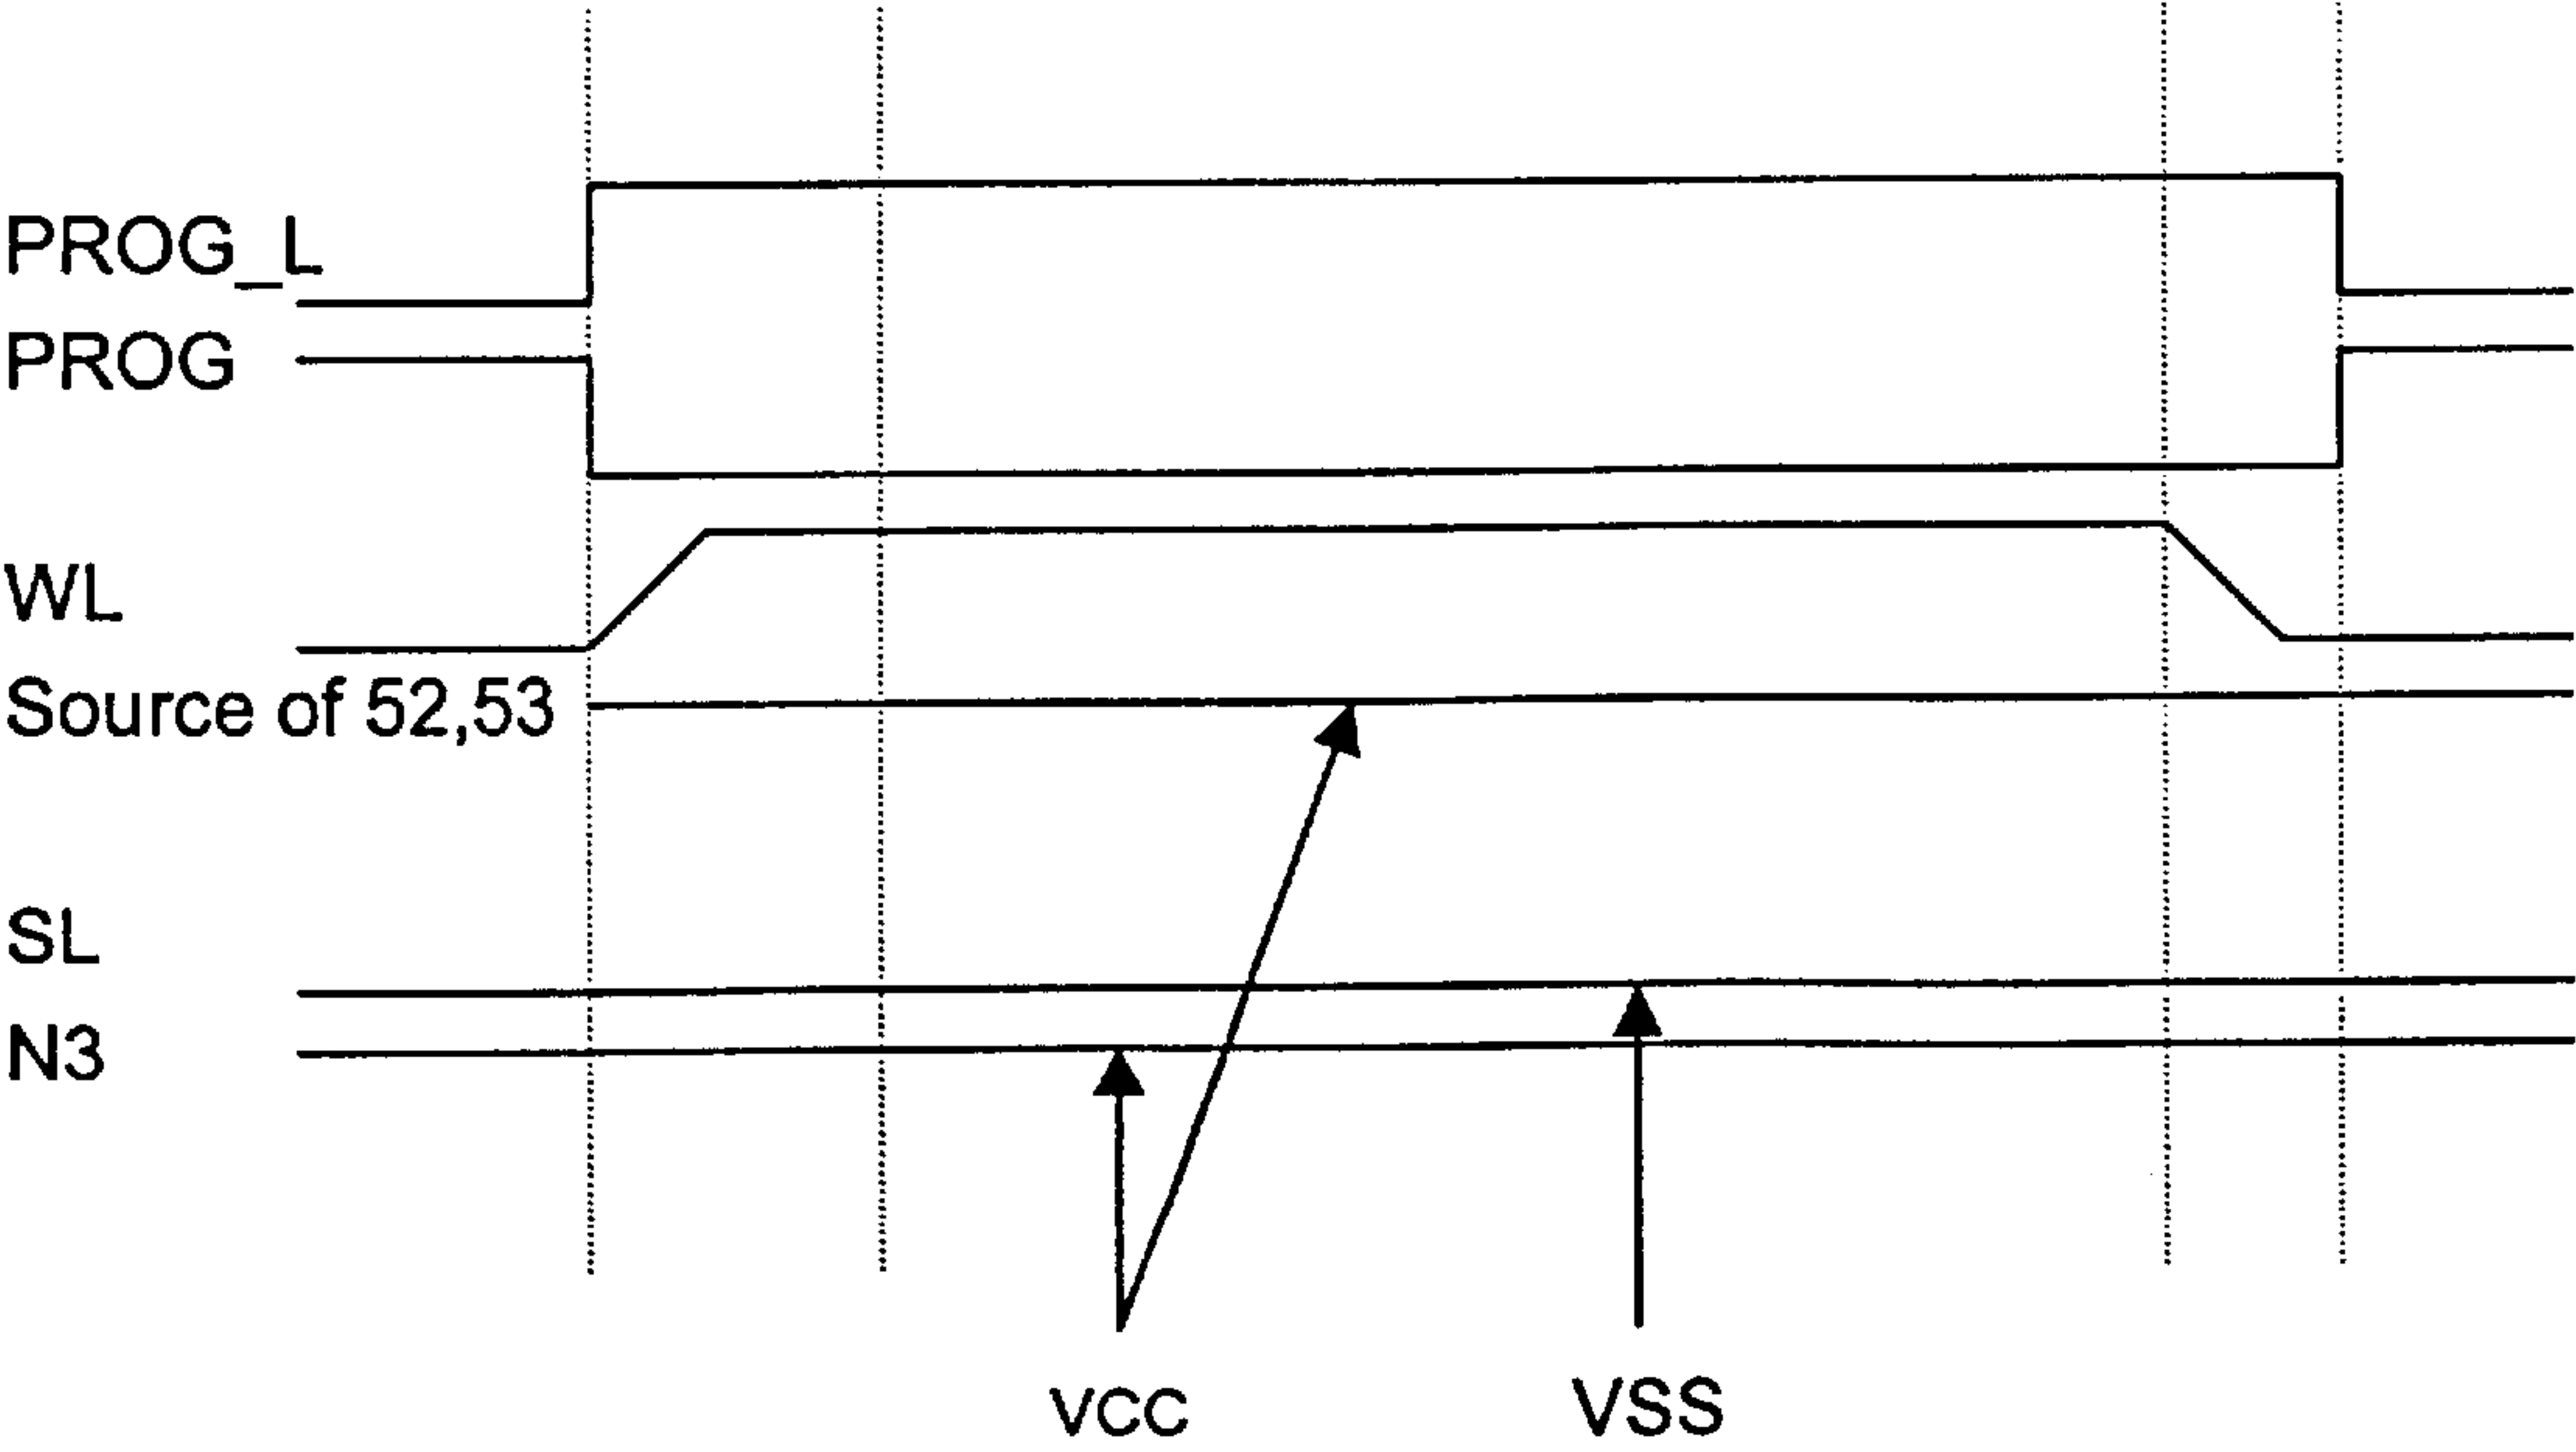 PROG_L
PROG
WL
Source of 52,53
SL
N3
VCC
VSS